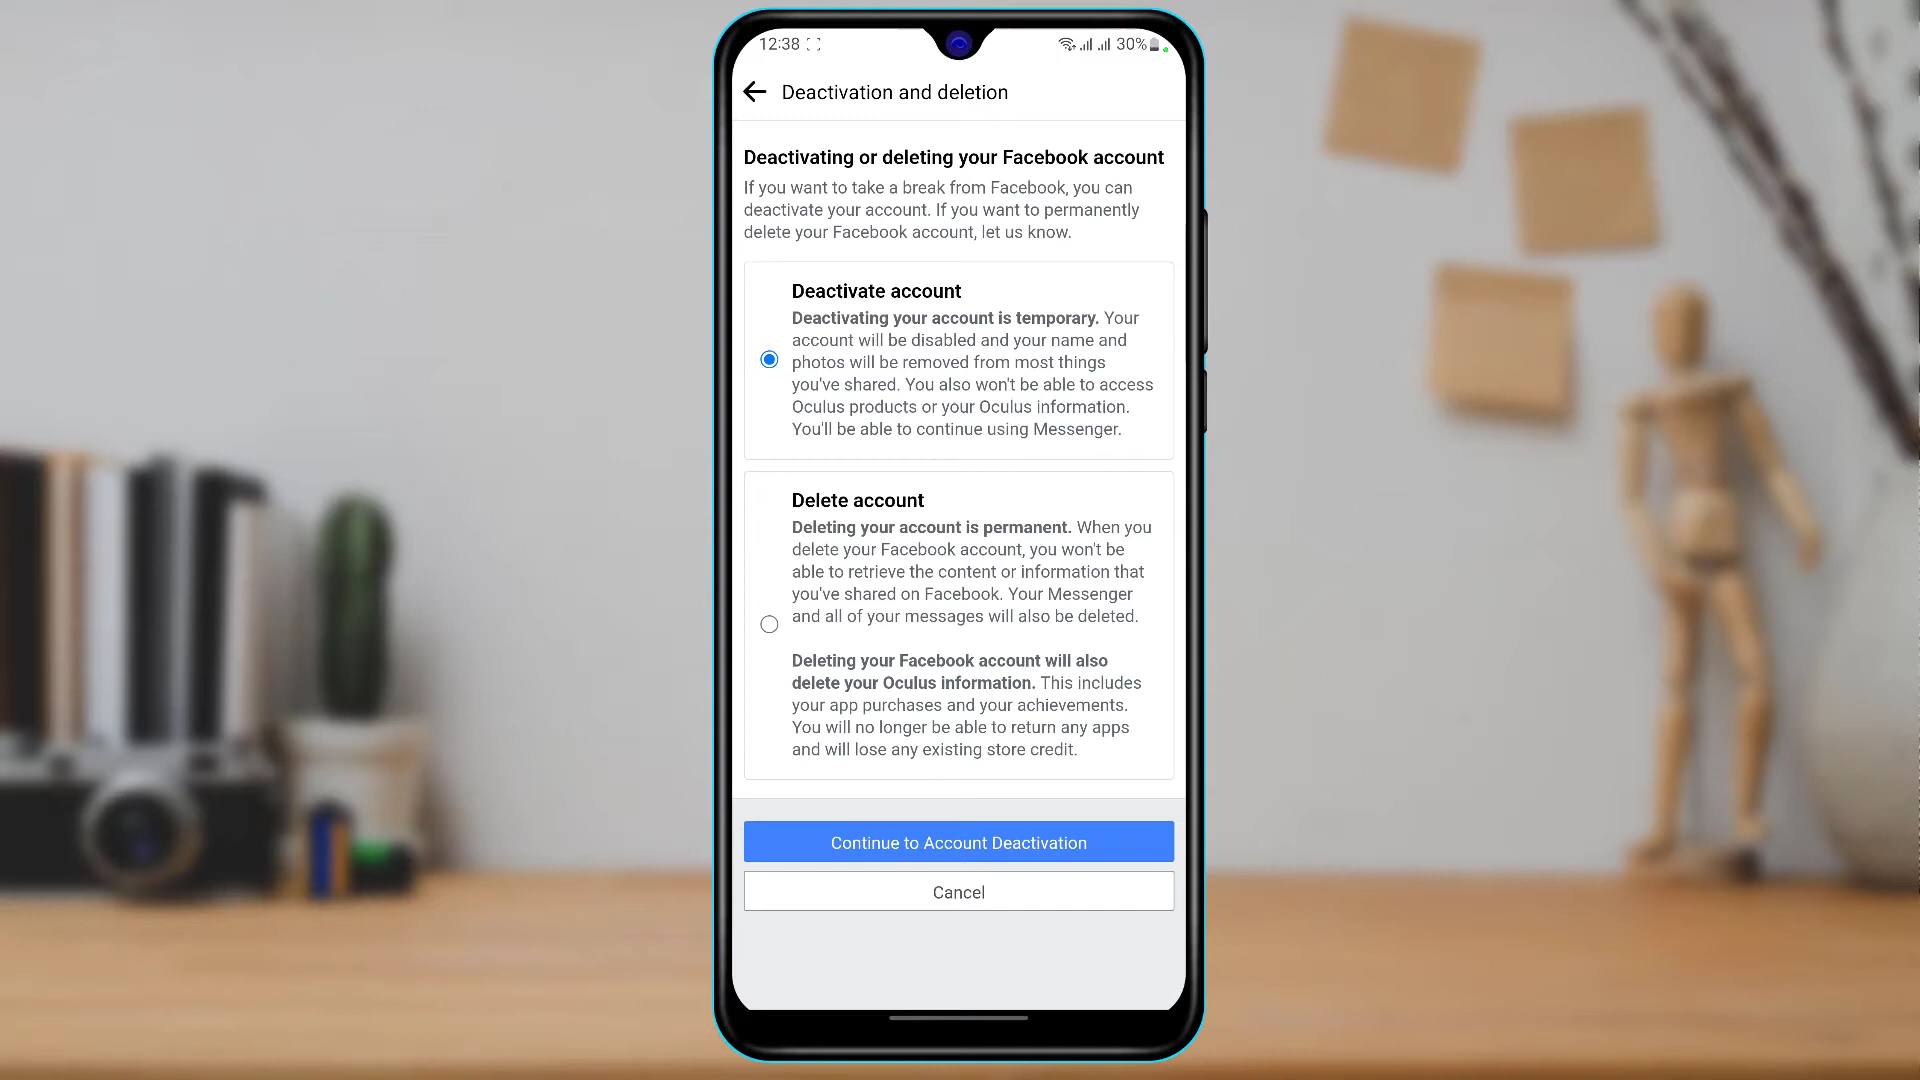 12:38
30%
Deactivation and deletion
Deactivating or deleting your Facebook account
If you want to take a break from Facebook, you can
deactivate your account. If you want to permanently
delete your Facebook account, let us know.
Deactivate account
Deactivating your account is temporary. Your
account will be disabled and your name and
photos will be removed from most things
you've shared. You also won't be able to access
Oculus products or your Oculus information.
You'll be able to continue using Messenger.
Delete account
Deleting your account is permanent. When you
delete your Facebook account, you won't be
able to retrieve the content or information that
you've shared on Facebook. Your Messenger
and all of your messages will also be deleted.
Deleting your Facebook account will also
delete your Oculus information. This includes
your app purchases and your achievements.
You will no longer be able to return any apps
and will lose any existing store credit.
Continue to Account Deactivation
Cancel